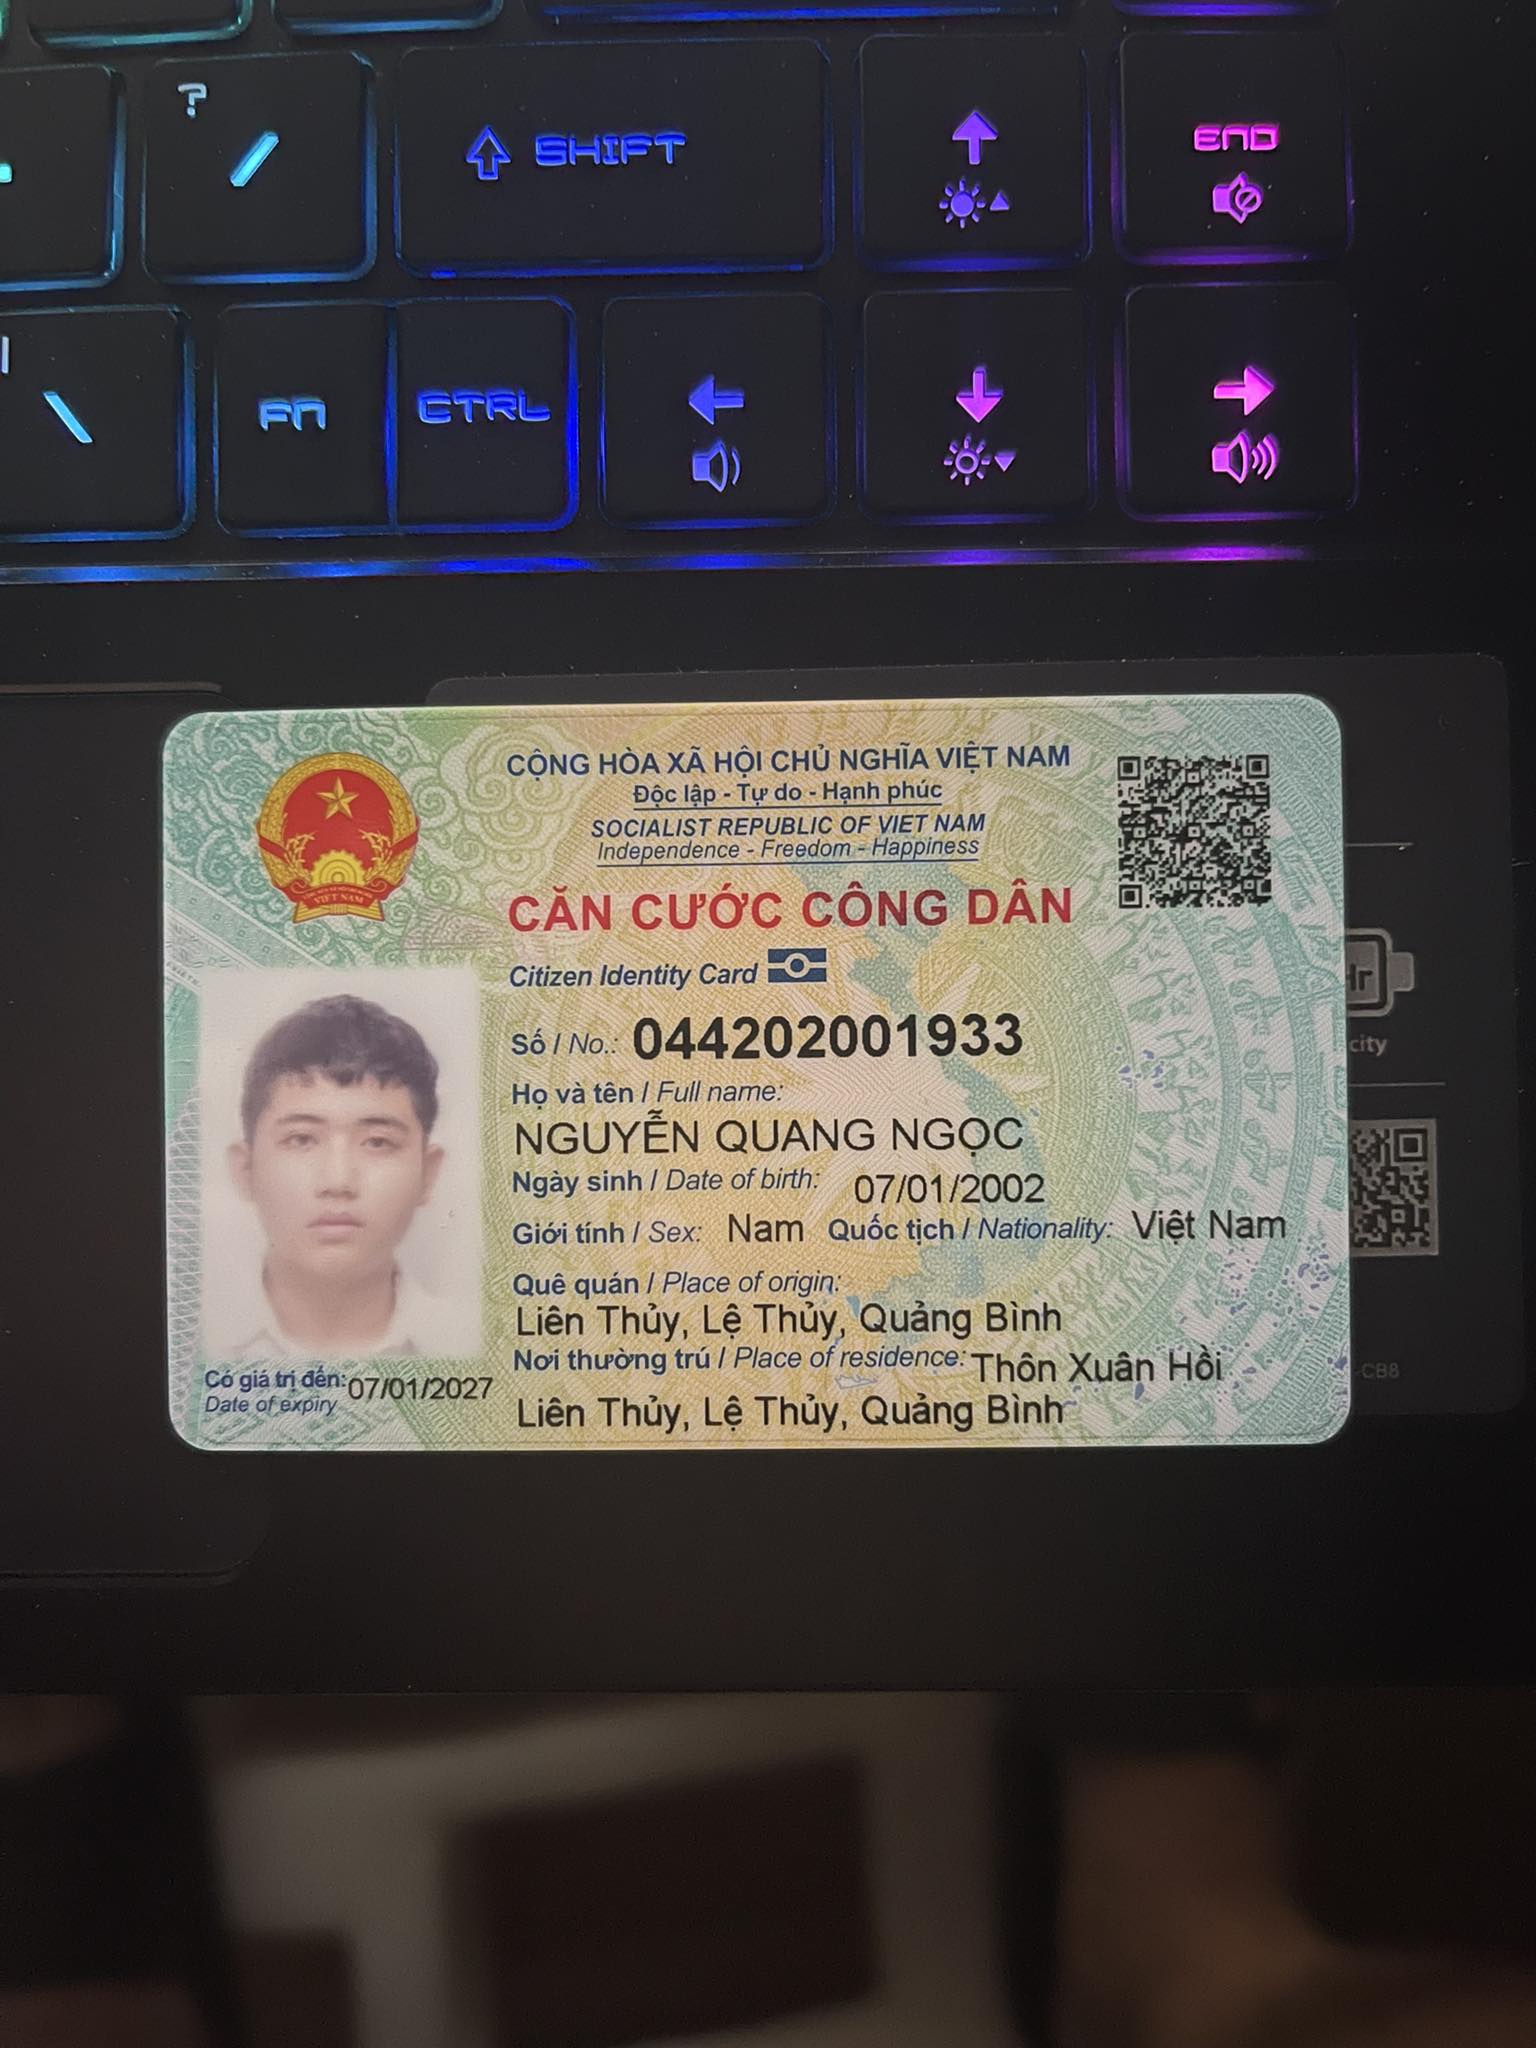 ?
/
SHIFT
END
\
FN
CTRL
CỘNG HÒA XÃ HỘI CHỦ NGHĨA VIỆT NAM
Độc lập - Tự do - Hạnh phúc
SOCIALIST REPUBLIC OF VIET NAM
Independence - Freedom - Happiness
CĂN CƯỚC CÔNG DÂN
Citizen Identity Card
VIỆT NAM
Số / No.: 044202001933
Họ và tên / Full name:
NGUYỄN QUANG NGỌC
Ngày sinh / Date of birth: 07/01/2002
Giới tính / Sex: Nam Quốc tịch / Nationality: Việt Nam
Quê quán / Place of origin:
Liên Thủy, Lệ Thủy, Quảng Bình
Nơi thường trú / Place of residence: Thôn Xuân Hồi
Liên Thủy, Lệ Thủy, Quảng Bình
Có giá trị đến: 07/01/2027
Date of expiry
Hr
city
-CB8